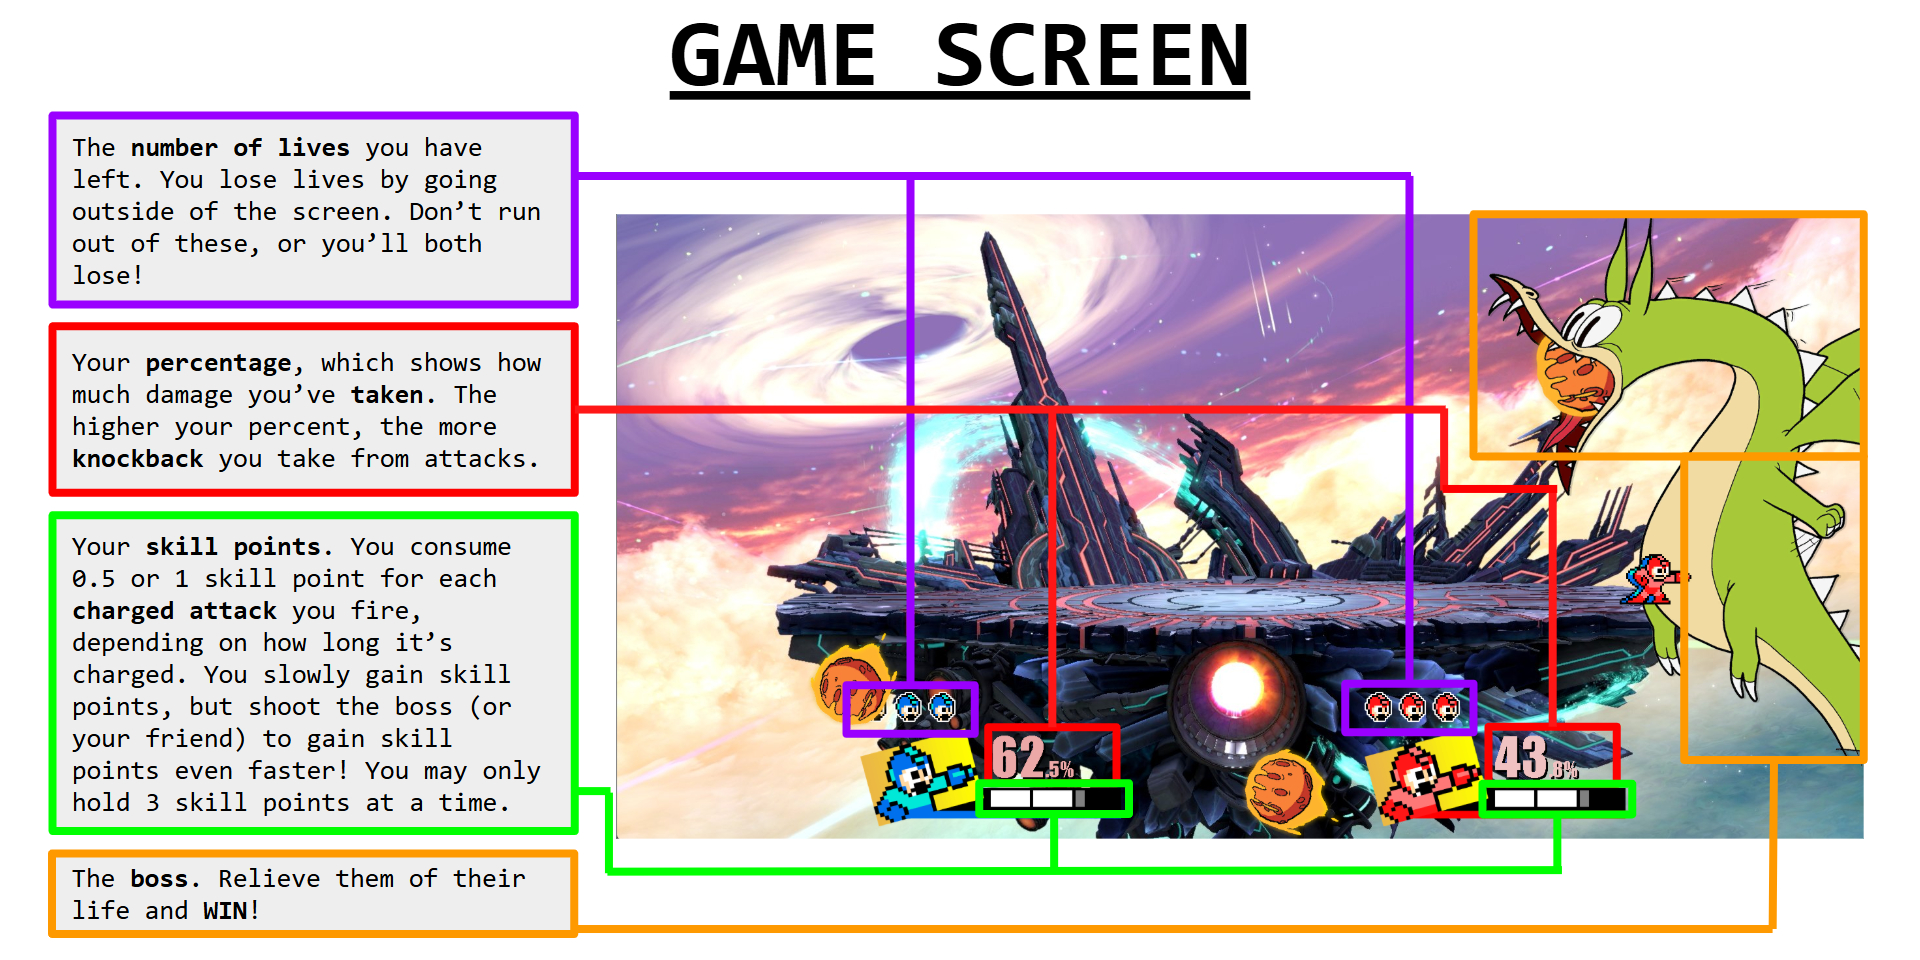 GAME SCREEN
The number of lives you have
left. You lose lives by going
outside of the screen. Don’t run
out of these, or you’ll both
lose!
Your percentage, which shows how
much damage you’ve taken. The
higher your percent, the more
knockback you take from attacks.
Your skill points. You consume
0.5 or 1 skill point for each
charged attack you fire,
depending on how long it’s
charged. You slowly gain skill
points, but shoot the boss (or
your friend) to gain skill
points even faster! You may only
hold 3 skill points at a time.
The boss. Relieve them of their
life and WIN!
62.5%
43.8%